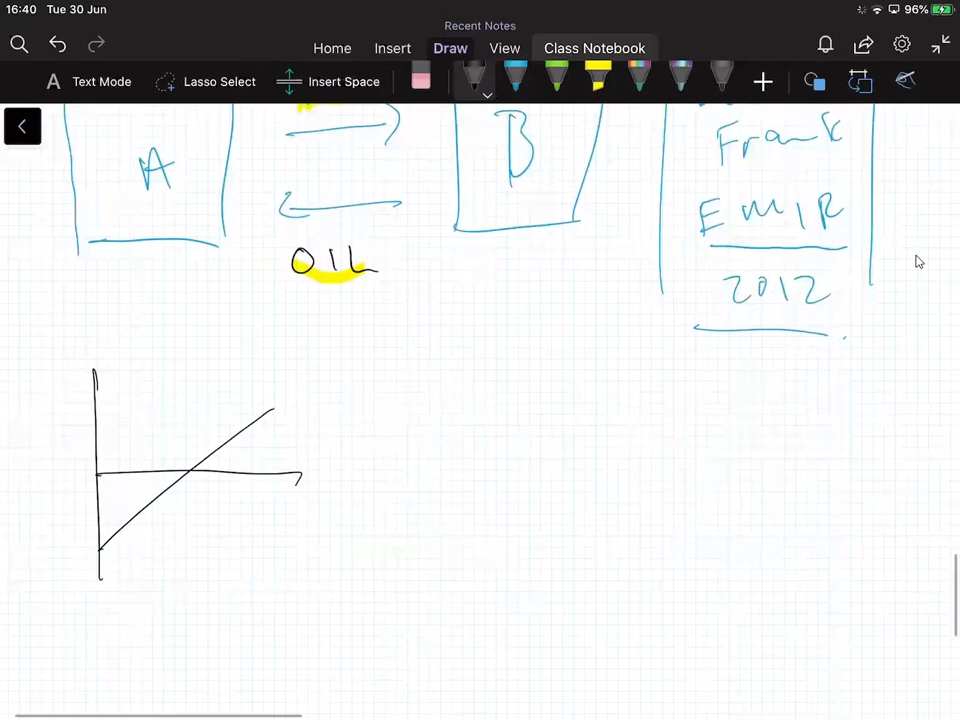 16:40 Tue 30 Jun
96%
Recent Notes
Home Insert Draw View Class Notebook
Text Mode Lasso Select Insert Space
A
B
OIL
Frank
EMIR
2012